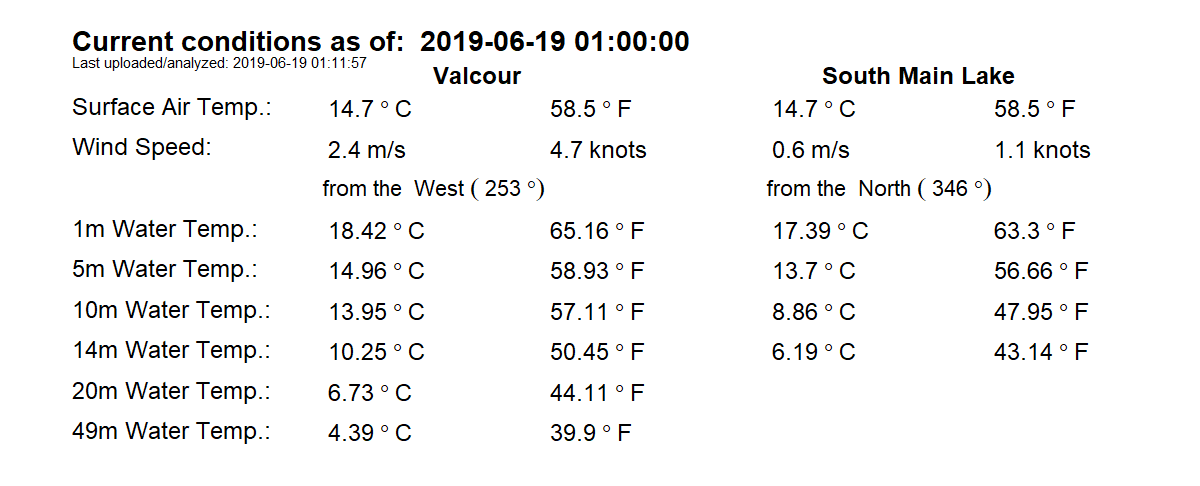 Current conditions as of: 2019-06-19 01:00:00
Last uploaded/analyzed: 2019-06-19 01:11:57
Valcour South Main Lake
Surface Air Temp.: 14.7 ° C 58.5 ° F 14.7 ° C 58.5 ° F
Wind Speed: 2.4 m/s 4.7 knots 0.6 m/s 1.1 knots
from the West ( 253 °) from the North ( 346 °)
1m Water Temp.: 18.42 ° C 65.16 ° F 17.39 ° C 63.3 ° F
5m Water Temp.: 14.96 ° C 58.93 ° F 13.7 ° C 56.66 ° F
10m Water Temp.: 13.95 ° C 57.11 ° F 8.86 ° C 47.95 ° F
14m Water Temp.: 10.25 ° C 50.45 ° F 6.19 ° C 43.14 ° F
20m Water Temp.: 6.73 ° C 44.11 ° F
49m Water Temp.: 4.39 ° C 39.9 ° F